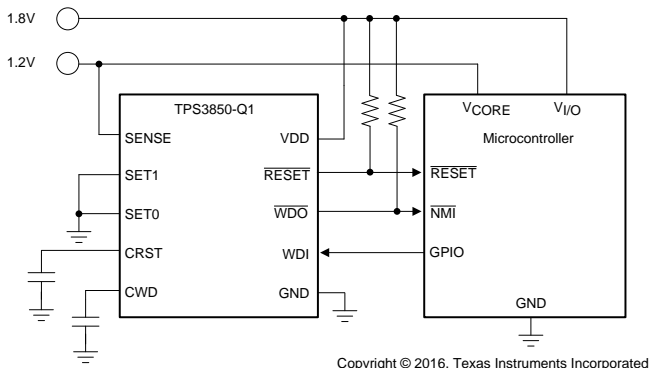 1.8V
1.2V
TPS3850-Q1
SENSE
VDD
SET1
RESET
SET0
WDO
CRST
WDI
CWD
GND
VCORE
VI/O
Microcontroller
RESET
NMI
GPIO
GND
Copyright © 2016, Texas Instruments Incorporated